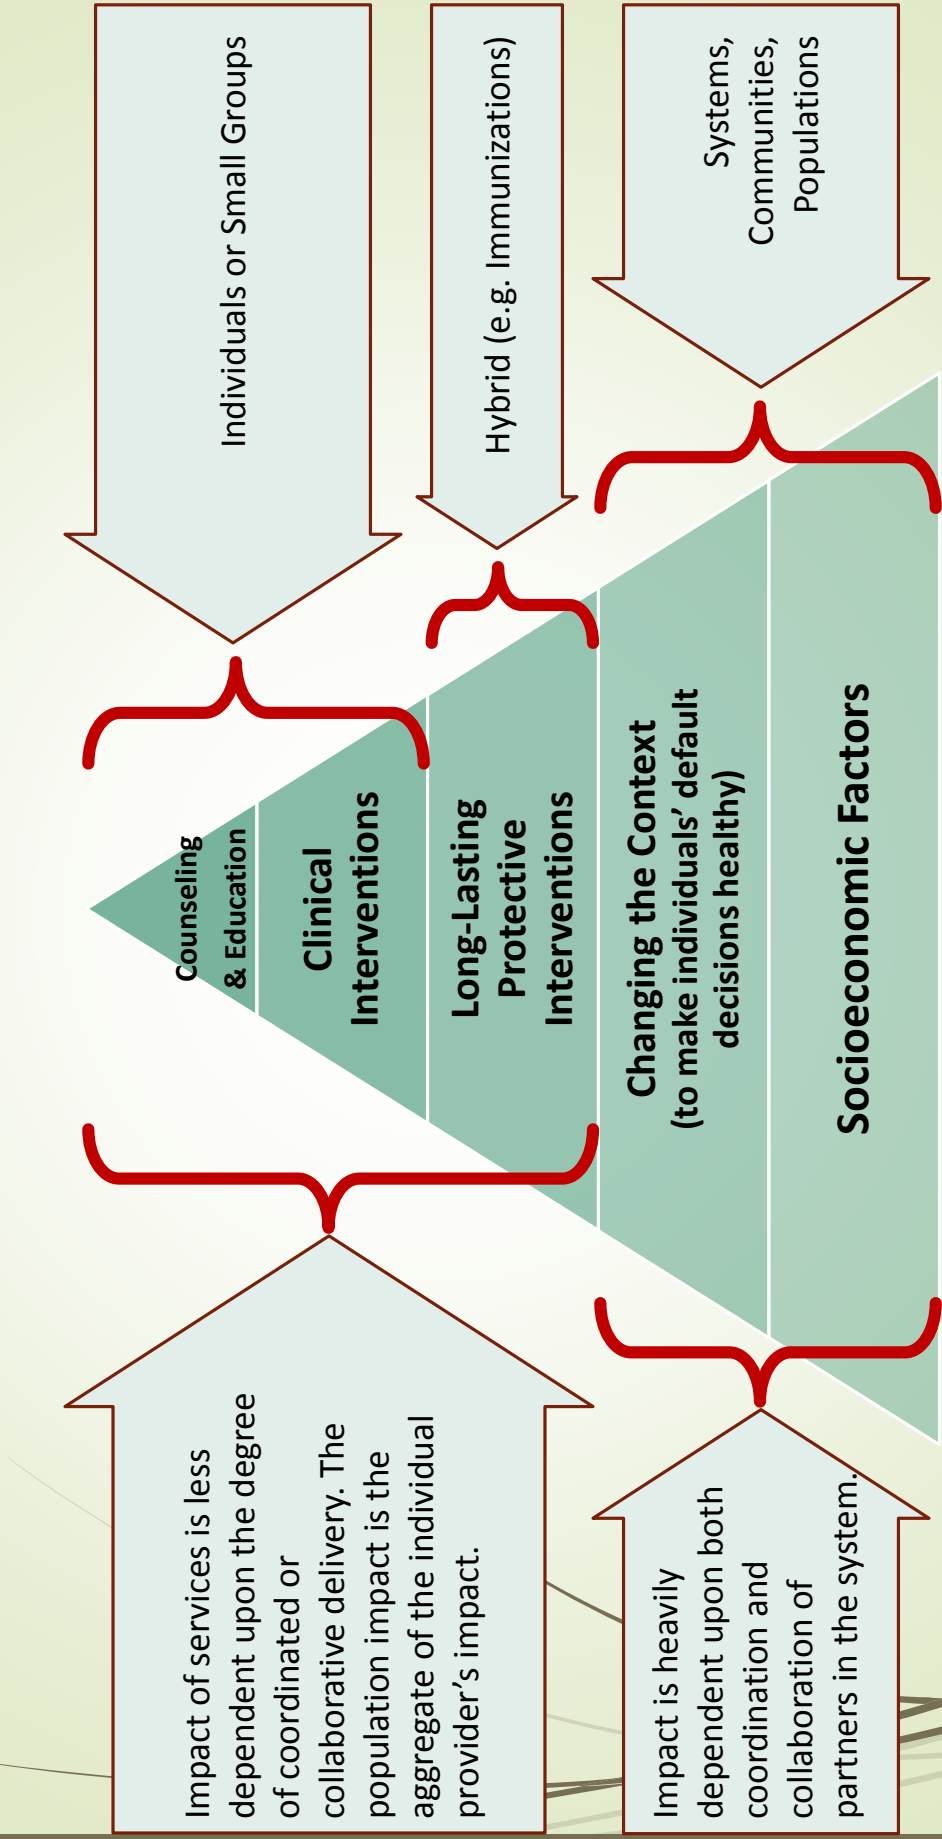 Impact of services is less
dependent upon the degree
of coordinated or
collaborative delivery. The
population impact is the
aggregate of the individual
provider’s impact.
Impact is heavily
dependent upon both
coordination and
collaboration of
partners in the system.
Counseling
& Education
Clinical
Interventions
Long-Lasting
Protective
Interventions
Changing the Context
(to make individuals’ default
decisions healthy)
Socioeconomic Factors
Individuals or Small Groups
Hybrid (e.g. Immunizations)
Systems,
Communities,
Populations